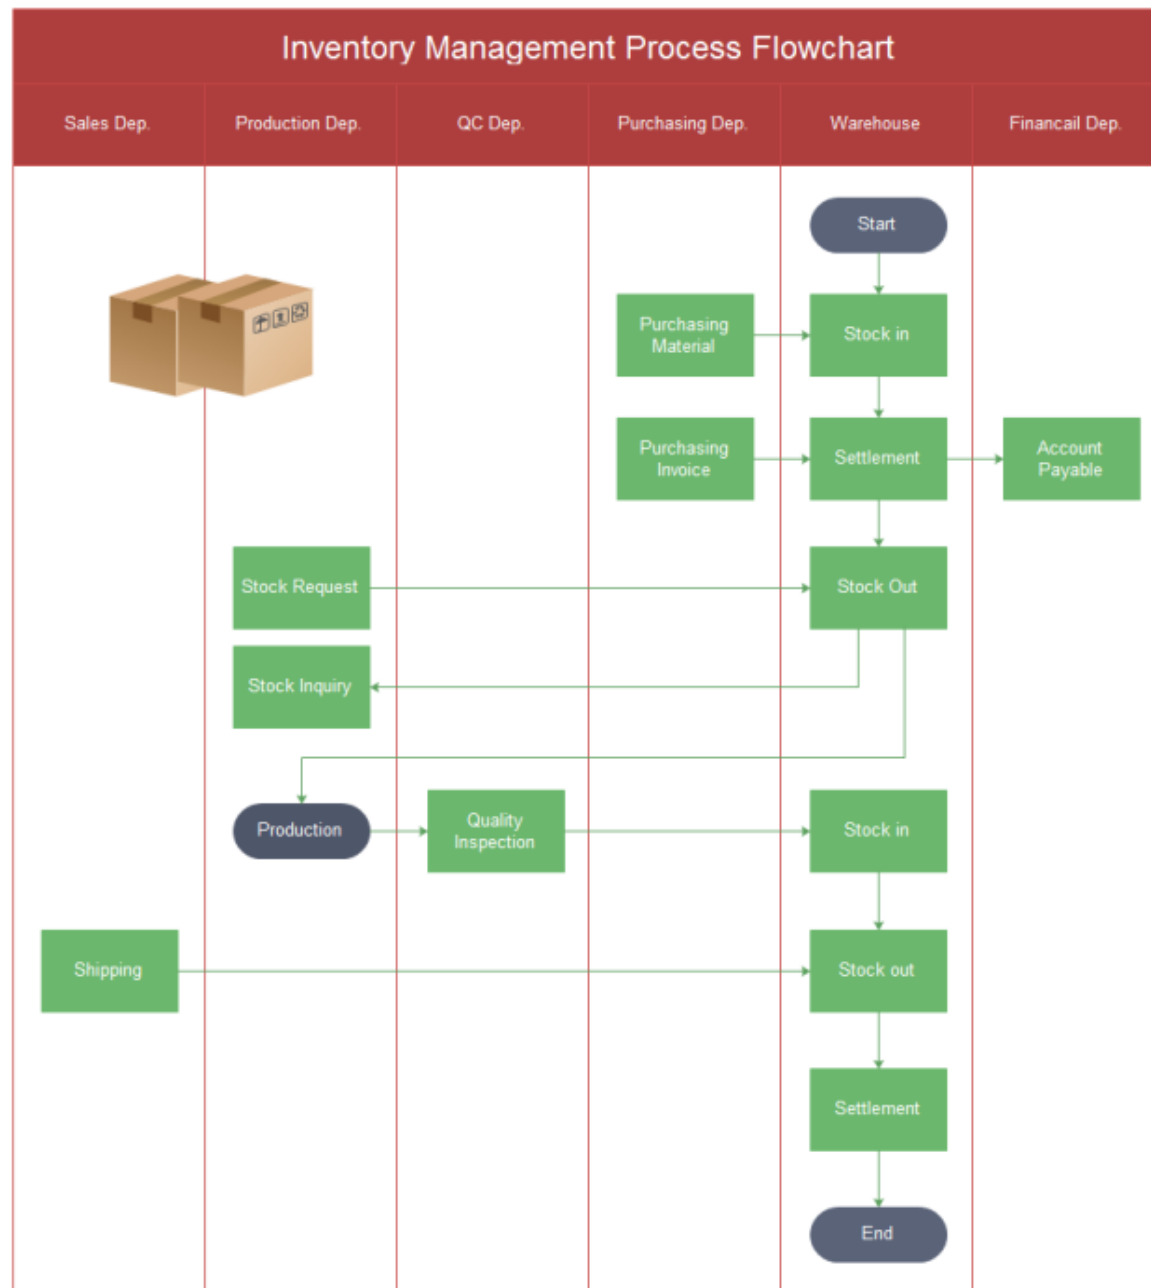 Inventory Management Process Flowchart
Sales Dep.
Production Dep.
QC Dep.
Purchasing Dep.
Warehouse
Financail Dep.
Start
Purchasing
Material
Stock in
Purchasing
Invoice
Settlement
Account
Payable
Stock Request
Stock Out
Stock Inquiry
Production
Quality
Inspection
Stock in
Shipping
Stock out
Settlement
End